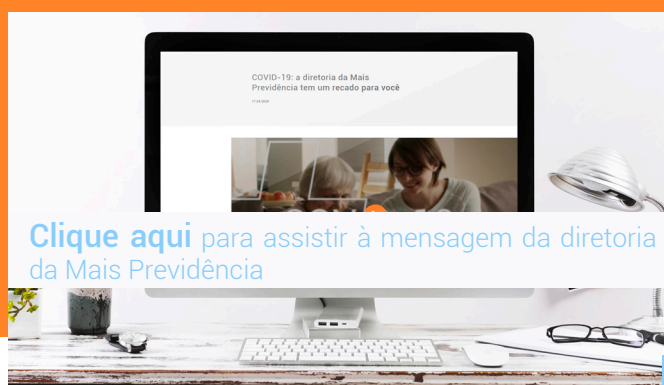 COVID-19: a diretoria da Mais
Previdência tem um recado para você
Clique aqui para assistir à mensagem da diretoria
da Mais Previdência